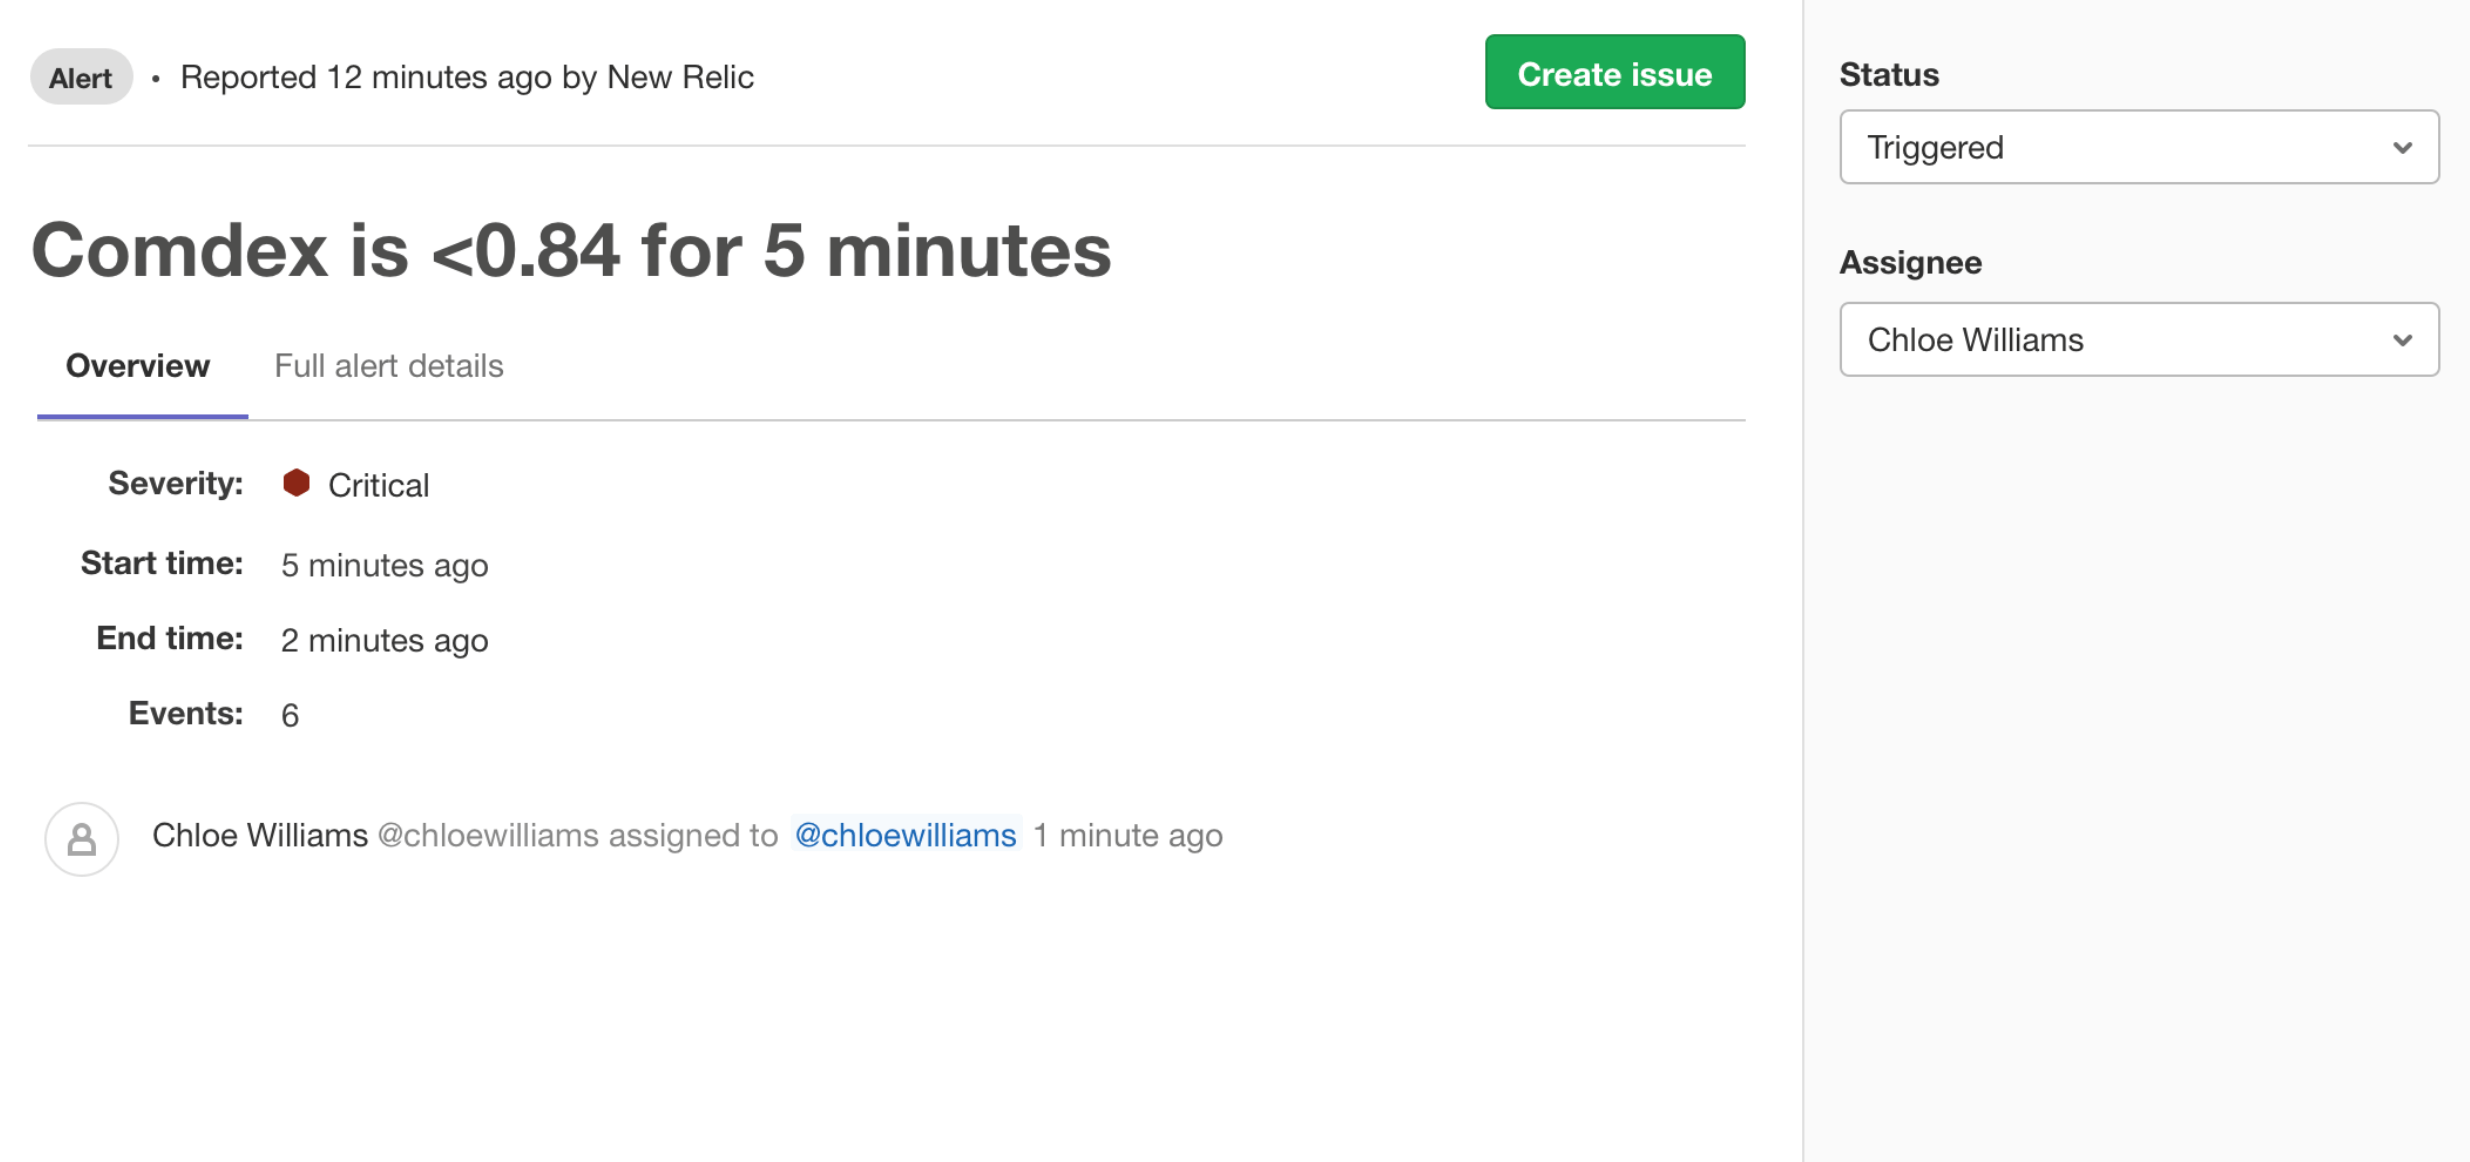 Alert • Reported 12 minutes ago by New Relic
Create issue
Comdex is <0.84 for 5 minutes
Overview Full alert details
Severity: Critical
Start time: 5 minutes ago
End time: 2 minutes ago
Events: 6
Chloe Williams @chloewilliams assigned to @chloewilliams 1 minute ago
Status
Triggered
Assignee
Chloe Williams